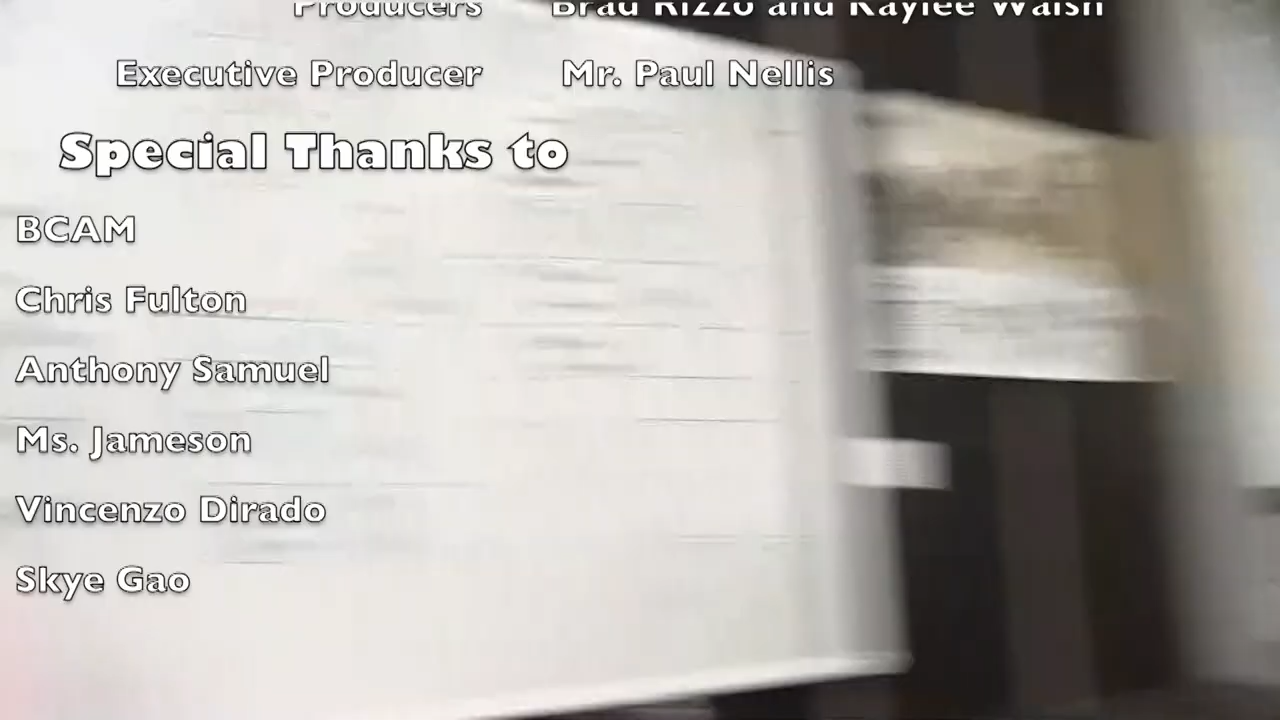 Producers Brad Rizzo and Kaylee Walsh
Executive Producer Mr. Paul Nellis
Special Thanks to
BCAM
Chris Fulton
Anthony Samuel
Ms. Jameson
Vincenzo Dirado
Skye Gao